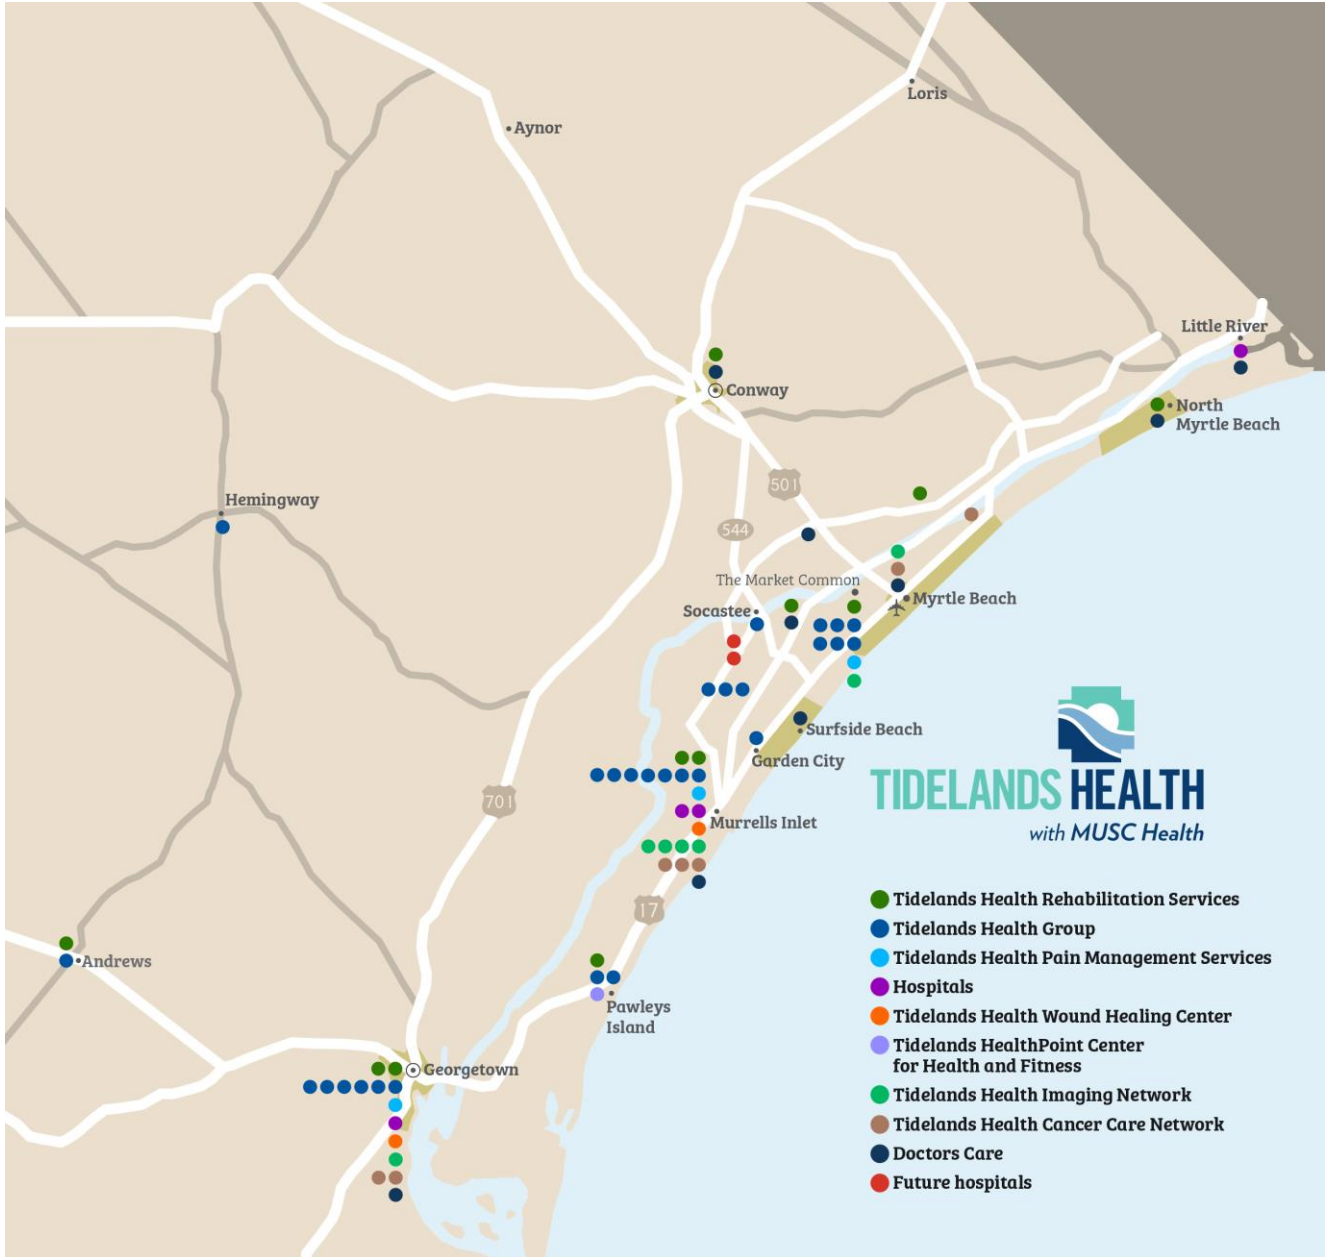 Loris
Aynor
Little River
Conway
North
Myrtle Beach
501
Hemingway
544
The Market Common
Myrtle Beach
Socastee
Surfside Beach
Garden City
TIDELANDS HEALTH
with MUSC Health
701
Murrells Inlet
17
Tidelands Health Rehabilitation Services
Tidelands Health Group
Tidelands Health Pain Management Services
Hospitals
Tidelands Health Wound Healing Center
Tidelands HealthPoint Center
for Health and Fitness
Tidelands Health Imaging Network
Tidelands Health Cancer Care Network
Doctors Care
Future hospitals
Andrews
Pawleys
Island
Georgetown